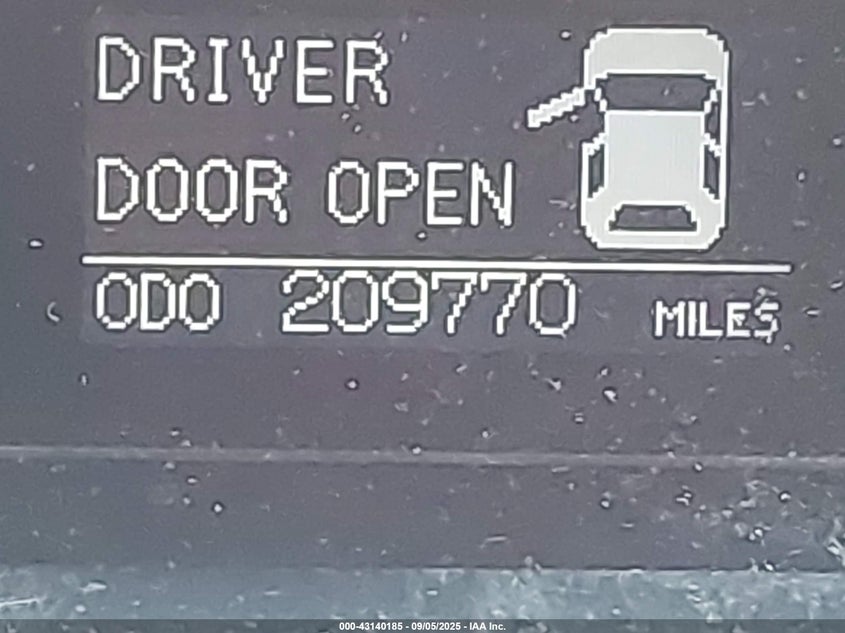 DRIVER
DOOR OPEN
ODO 209770 MILES
000-43140185 - 09/05/2025 - IAA Inc.